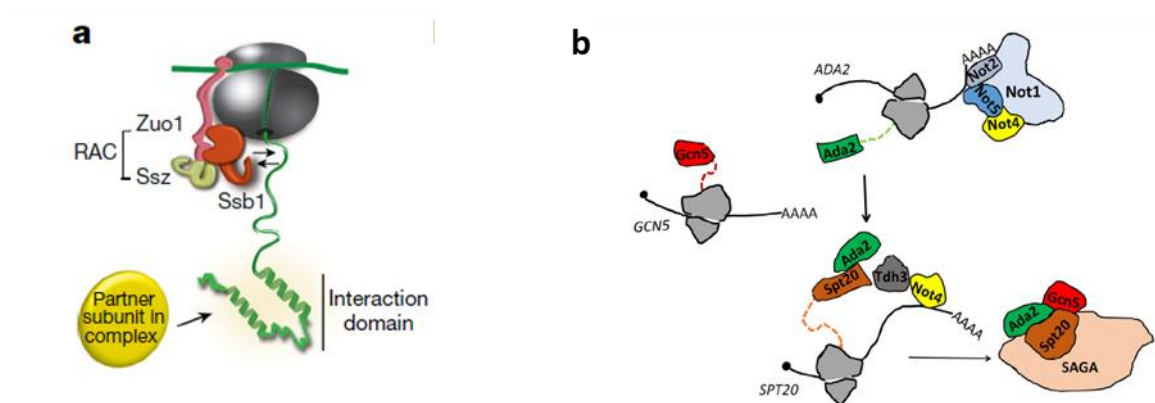 a
Zuo1
RAC
Ssz
Ssb1
Partner
subunit in
complex
Interaction
domain
b
ADA2
AAAA
Not2
Not1
Not5
Not4
Ada2
Gcn5
GCN5
AAAA
Ada2
Spt20
Tdh3
Not4
AAAA
SPT20
Gcn5
Ada2
Spt20
SAGA